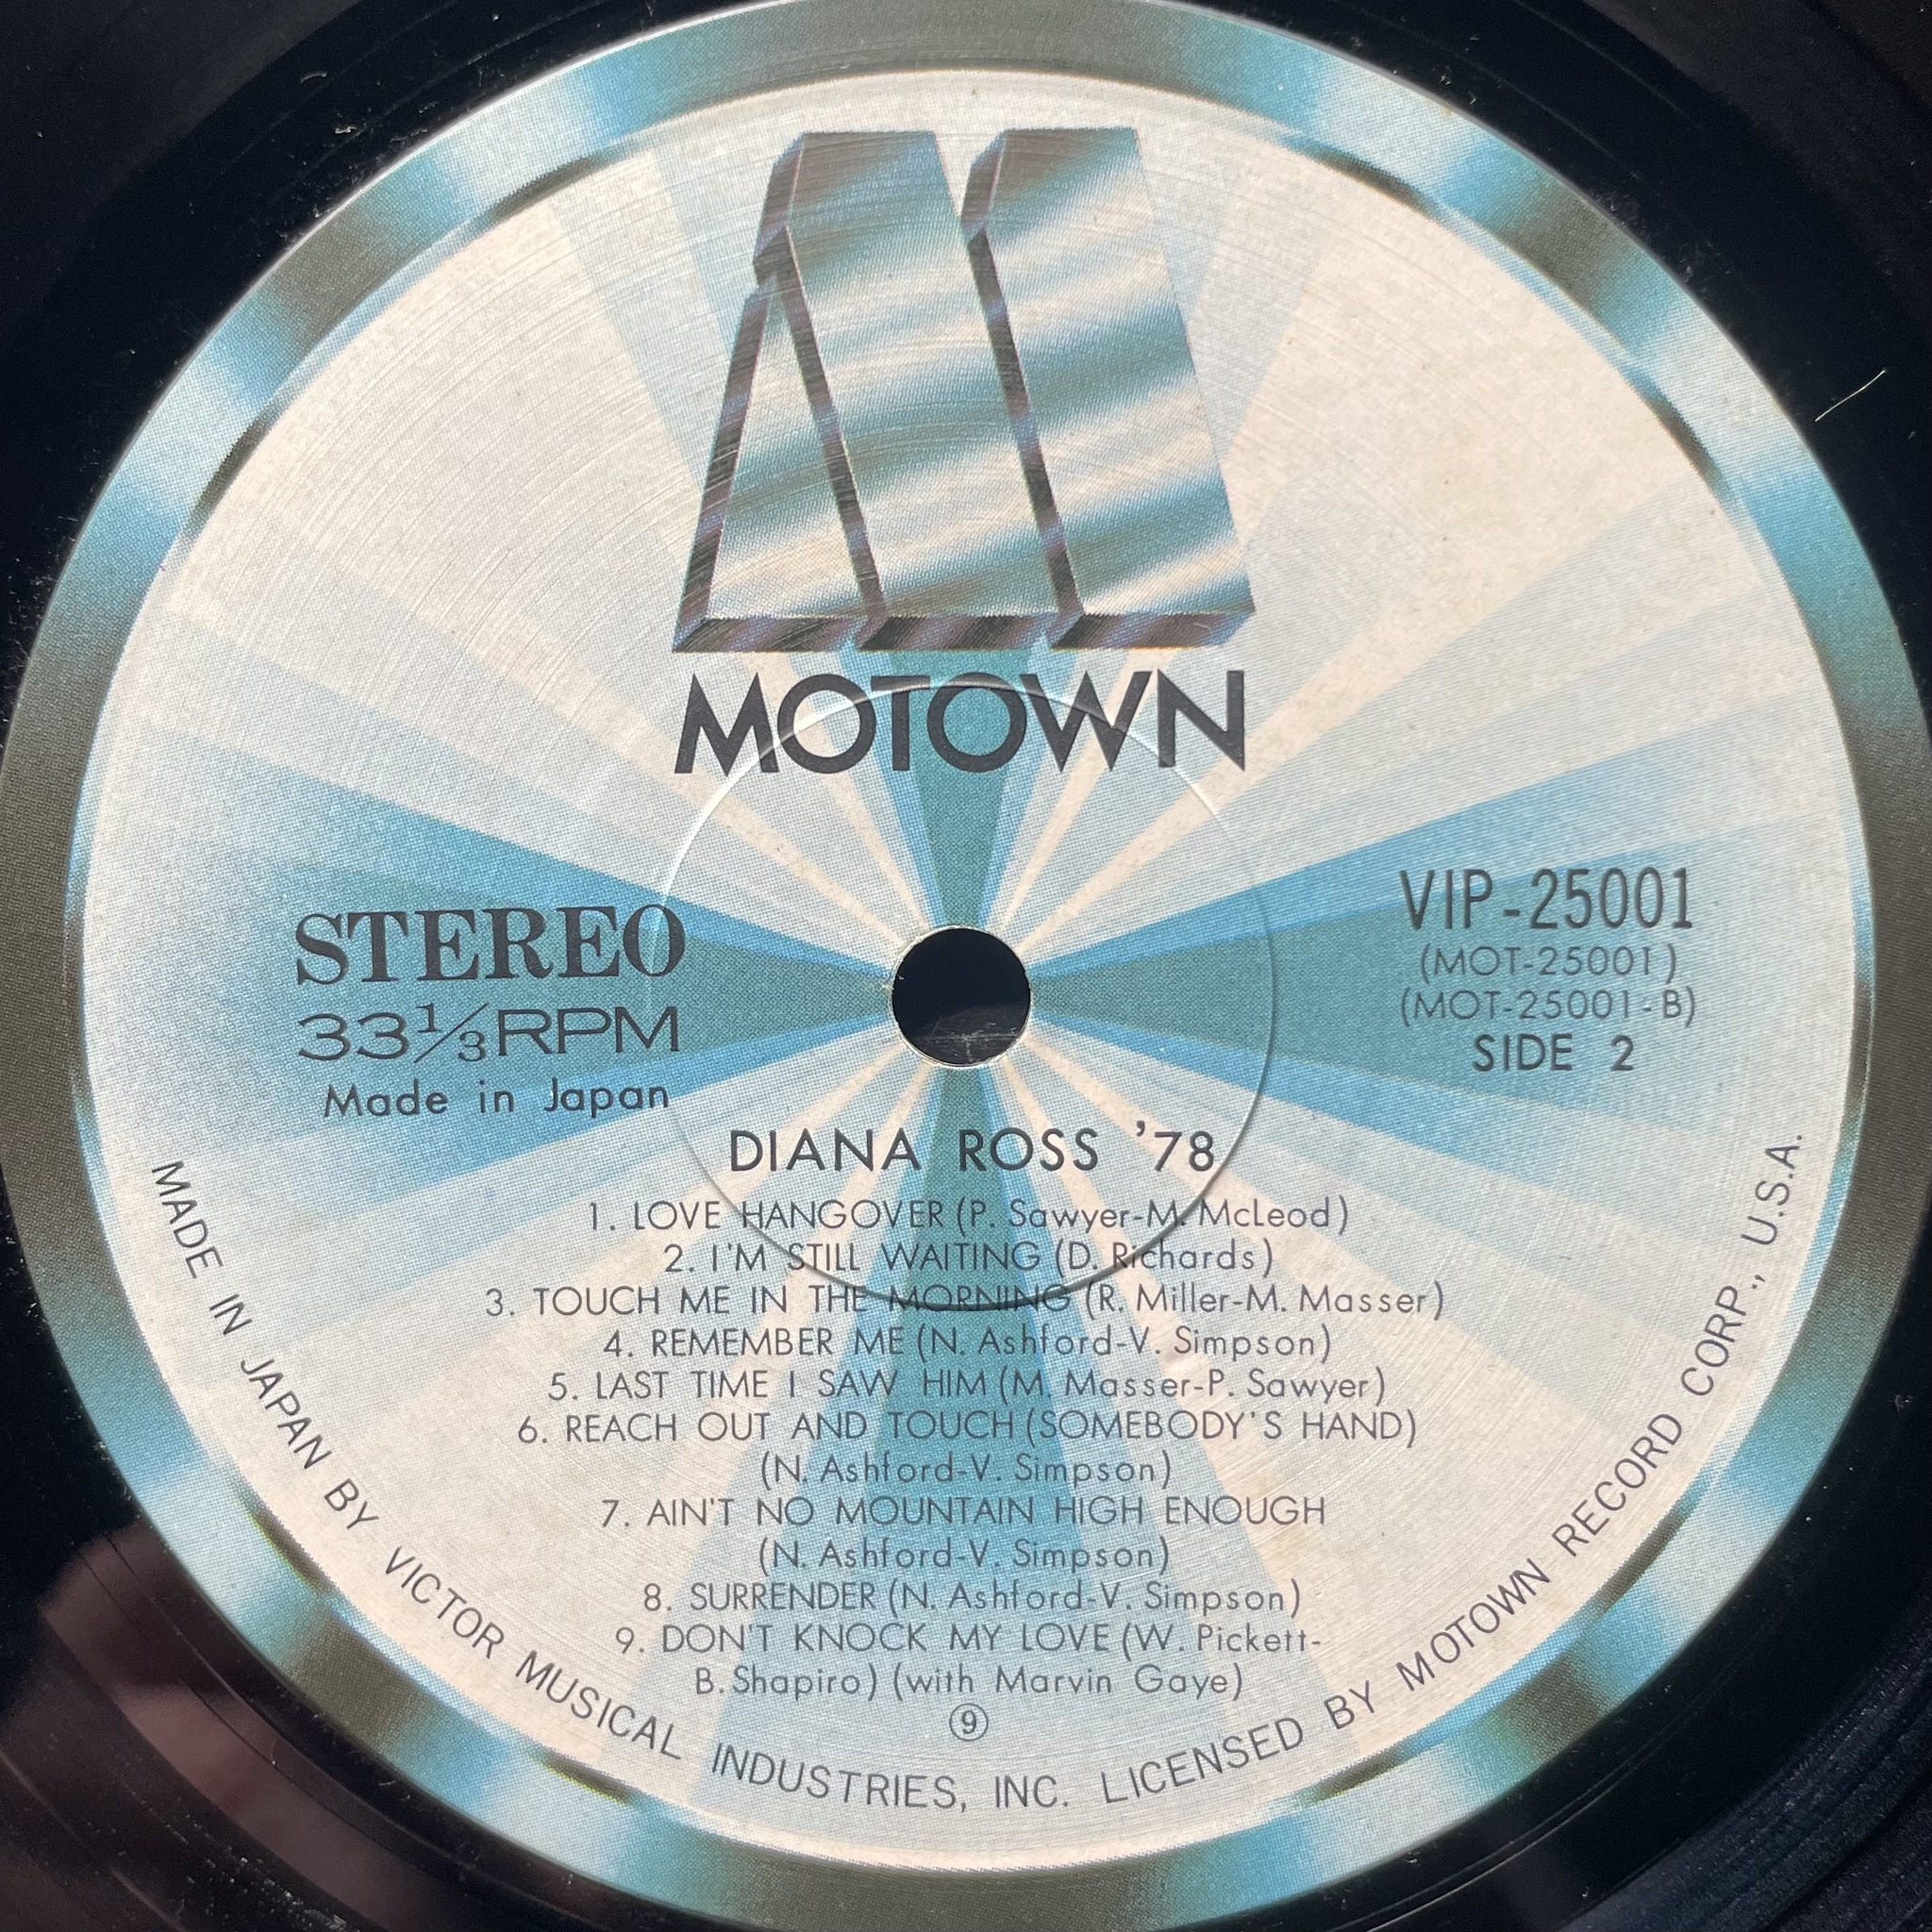 MOTOWN
STEREO
33⅓RPM
Made in Japan
VIP-25001
(MOT-25001)
(MOT-25001-B)
SIDE 2
DIANA ROSS '78
1. LOVE HANGOVER (P. Sawyer-M. McLeod)
2. I'M STILL WAITING (D. Richards)
3. TOUCH ME IN THE MORNING (R. Miller-M. Masser)
4. REMEMBER ME (N. Ashford-V. Simpson)
5. LAST TIME I SAW HIM (M. Masser-P. Sawyer)
6. REACH OUT AND TOUCH (SOMEBODY'S HAND)
(N. Ashford-V. Simpson)
7. AIN'T NO MOUNTAIN HIGH ENOUGH
(N. Ashford-V. Simpson)
8. SURRENDER (N. Ashford-V. Simpson)
9. DON'T KNOCK MY LOVE (W. Pickett-
B. Shapiro) (with Marvin Gaye)
⑨
MADE IN JAPAN BY VICTOR MUSICAL INDUSTRIES, INC. LICENSED BY MOTOWN RECORD CORP., U.S.A.